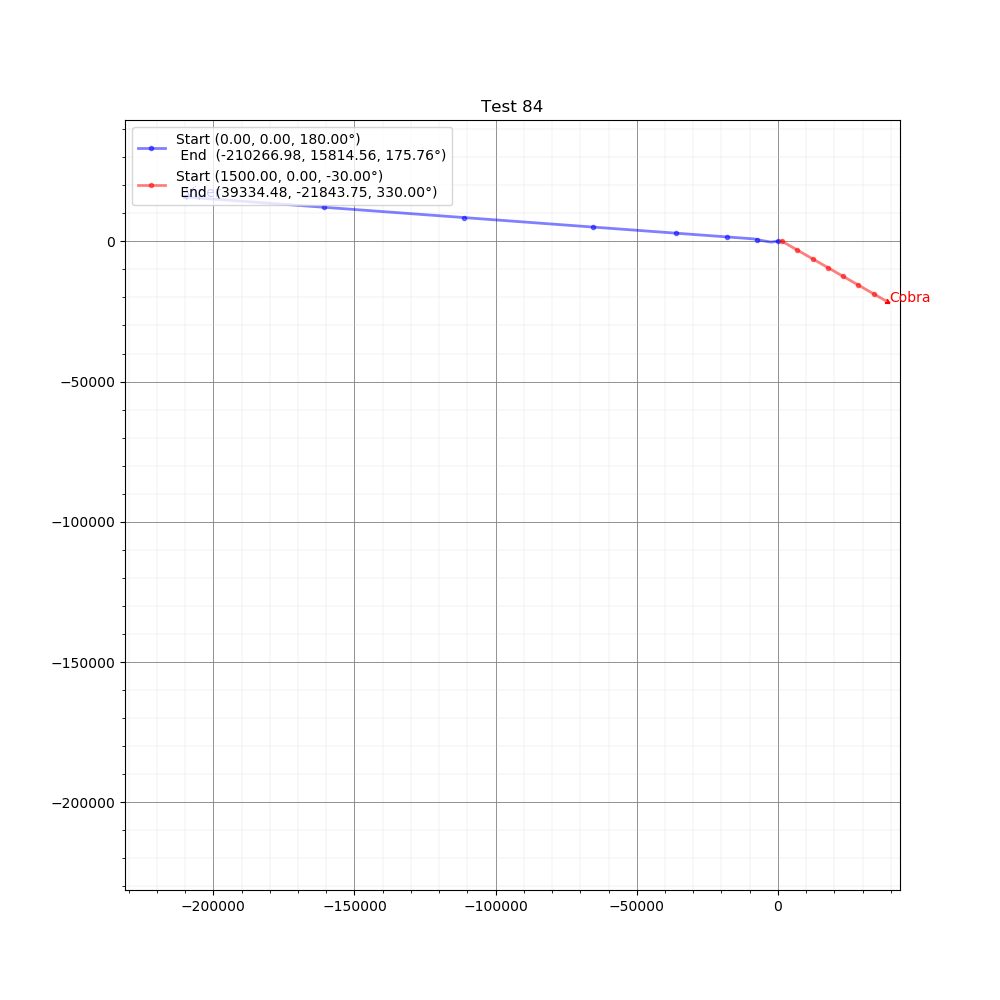 Test 84
Start (0.00, 0.00, 180.00°)
End  (-210266.98, 15814.56, 175.76°)
Start (1500.00, 0.00, -30.00°)
End  (39334.48, -21843.75, 330.00°)
0
−50000
−100000
−150000
−200000
Cobra
−200000
−150000
−100000
−50000
0